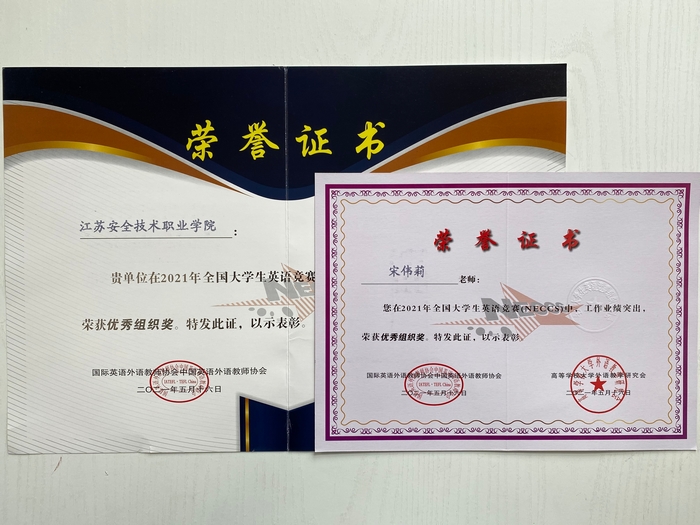 荣誉证书
江苏安全技术职业学院：
贵单位在2021年全国大学生英语竞赛
荣获优秀组织奖。特发此证，以示表彰。
国际英语外语教师协会中国英语外语教师协会
二〇二一年五月十六日
荣誉证书
宋伟莉 老师：
您在2021年全国大学生英语竞赛(NECCS)中，工作业绩突出，
荣获优秀组织奖。特发此证，以示表彰。
国际英语外语教师协会中国英语外语教师协会
二〇二一年五月十六日
高等学校大学外语教学研究会
二〇二一年五月十六日